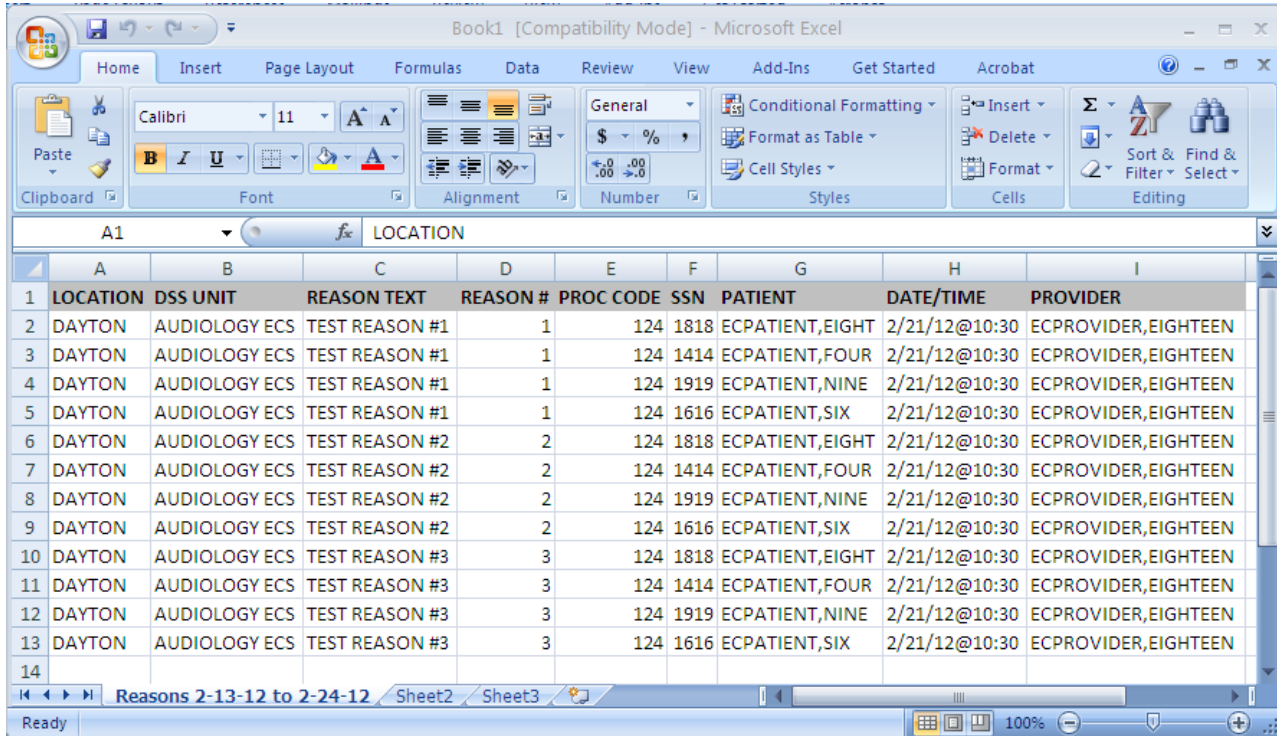 Book1 [Compatibility Mode] - Microsoft Excel
Home Insert Page Layout Formulas Data Review View Add-Ins Get Started Acrobat
Paste
Clipboard
Calibri 11 A A
B I U A
Font
Alignment
General
$ % ,
.0 .00 .00 .0
Number
Conditional Formatting
Format as Table
Cell Styles
Styles
Insert
Delete
Format
Cells
Σ
Sort & Filter
Find & Select
Editing
A1 fx LOCATION
A B C D E F G H I
1 LOCATION DSS UNIT REASON TEXT REASON # PROC CODE SSN PATIENT DATE/TIME PROVIDER
2 DAYTON AUDIOLOGY ECS TEST REASON #1 1 124 1818 ECPATIENT,EIGHT 2/21/12@10:30 ECPROVIDER,EIGHTEEN
3 DAYTON AUDIOLOGY ECS TEST REASON #1 1 124 1414 ECPATIENT,FOUR 2/21/12@10:30 ECPROVIDER,EIGHTEEN
4 DAYTON AUDIOLOGY ECS TEST REASON #1 1 124 1919 ECPATIENT,NINE 2/21/12@10:30 ECPROVIDER,EIGHTEEN
5 DAYTON AUDIOLOGY ECS TEST REASON #1 1 124 1616 ECPATIENT,SIX 2/21/12@10:30 ECPROVIDER,EIGHTEEN
6 DAYTON AUDIOLOGY ECS TEST REASON #2 2 124 1818 ECPATIENT,EIGHT 2/21/12@10:30 ECPROVIDER,EIGHTEEN
7 DAYTON AUDIOLOGY ECS TEST REASON #2 2 124 1414 ECPATIENT,FOUR 2/21/12@10:30 ECPROVIDER,EIGHTEEN
8 DAYTON AUDIOLOGY ECS TEST REASON #2 2 124 1919 ECPATIENT,NINE 2/21/12@10:30 ECPROVIDER,EIGHTEEN
9 DAYTON AUDIOLOGY ECS TEST REASON #2 2 124 1616 ECPATIENT,SIX 2/21/12@10:30 ECPROVIDER,EIGHTEEN
10 DAYTON AUDIOLOGY ECS TEST REASON #3 3 124 1818 ECPATIENT,EIGHT 2/21/12@10:30 ECPROVIDER,EIGHTEEN
11 DAYTON AUDIOLOGY ECS TEST REASON #3 3 124 1414 ECPATIENT,FOUR 2/21/12@10:30 ECPROVIDER,EIGHTEEN
12 DAYTON AUDIOLOGY ECS TEST REASON #3 3 124 1919 ECPATIENT,NINE 2/21/12@10:30 ECPROVIDER,EIGHTEEN
13 DAYTON AUDIOLOGY ECS TEST REASON #3 3 124 1616 ECPATIENT,SIX 2/21/12@10:30 ECPROVIDER,EIGHTEEN
14
Reasons 2-13-12 to 2-24-12 Sheet2 Sheet3
Ready 100%